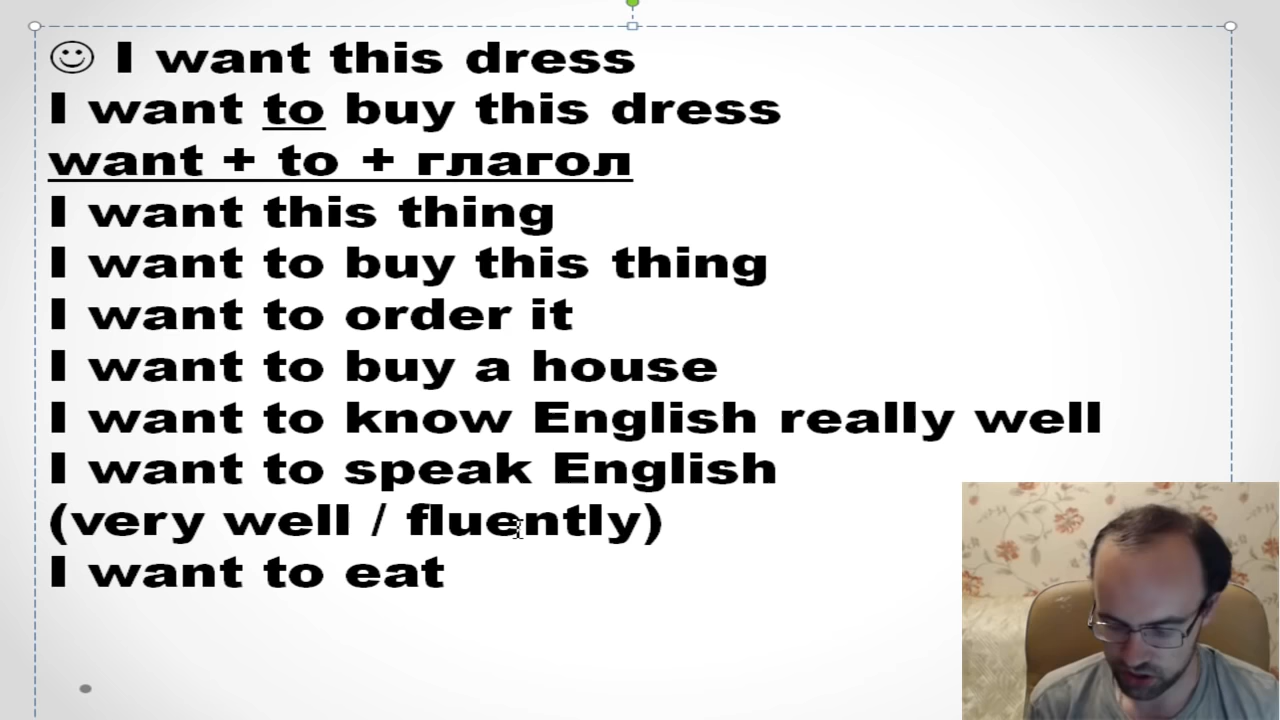 ☺ I want this dress
I want to buy this dress
want + to + глагол
I want this thing
I want to buy this thing
I want to order it
I want to buy a house
I want to know English really well
I want to speak English
(very well / fluently)
I want to eat